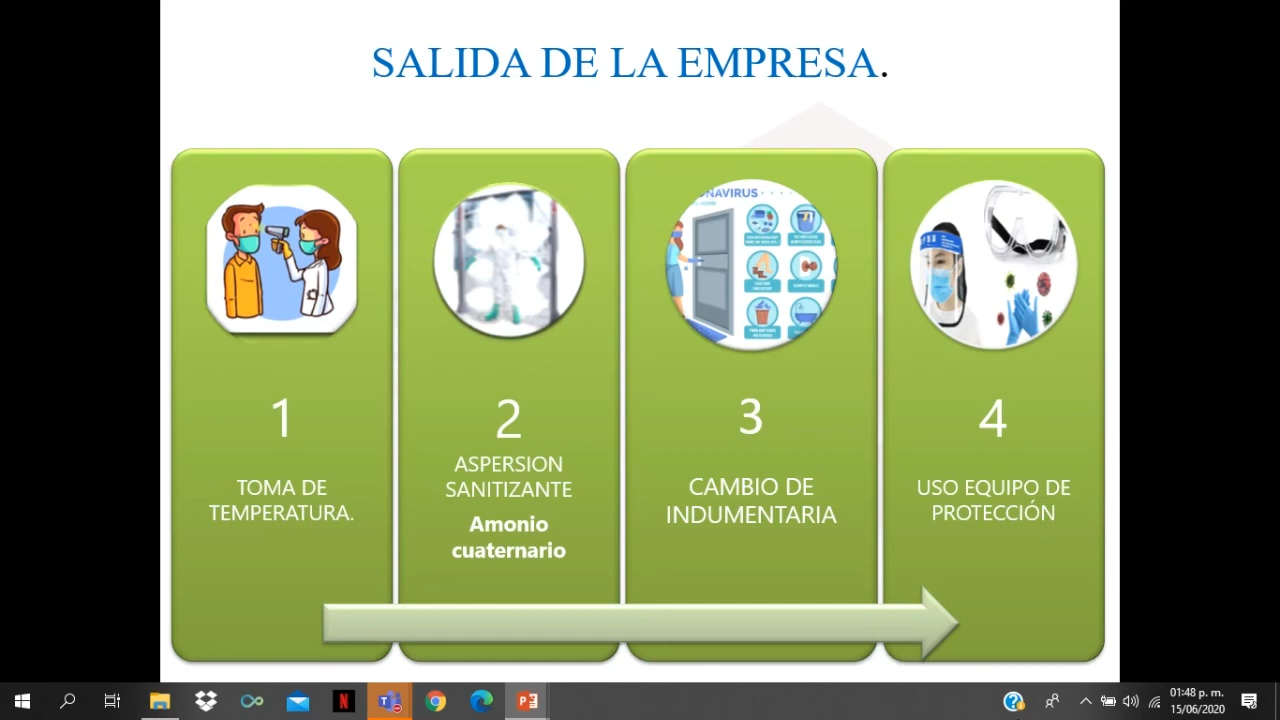 SALIDA DE LA EMPRESA.
ONAVIRUS
1
TOMA DE
TEMPERATURA.
2
ASPERSION
SANITIZANTE
Amonio
cuaternario
3
CAMBIO DE
INDUMENTARIA
4
USO EQUIPO DE
PROTECCIÓN
01:48 p. m.
15/06/2020